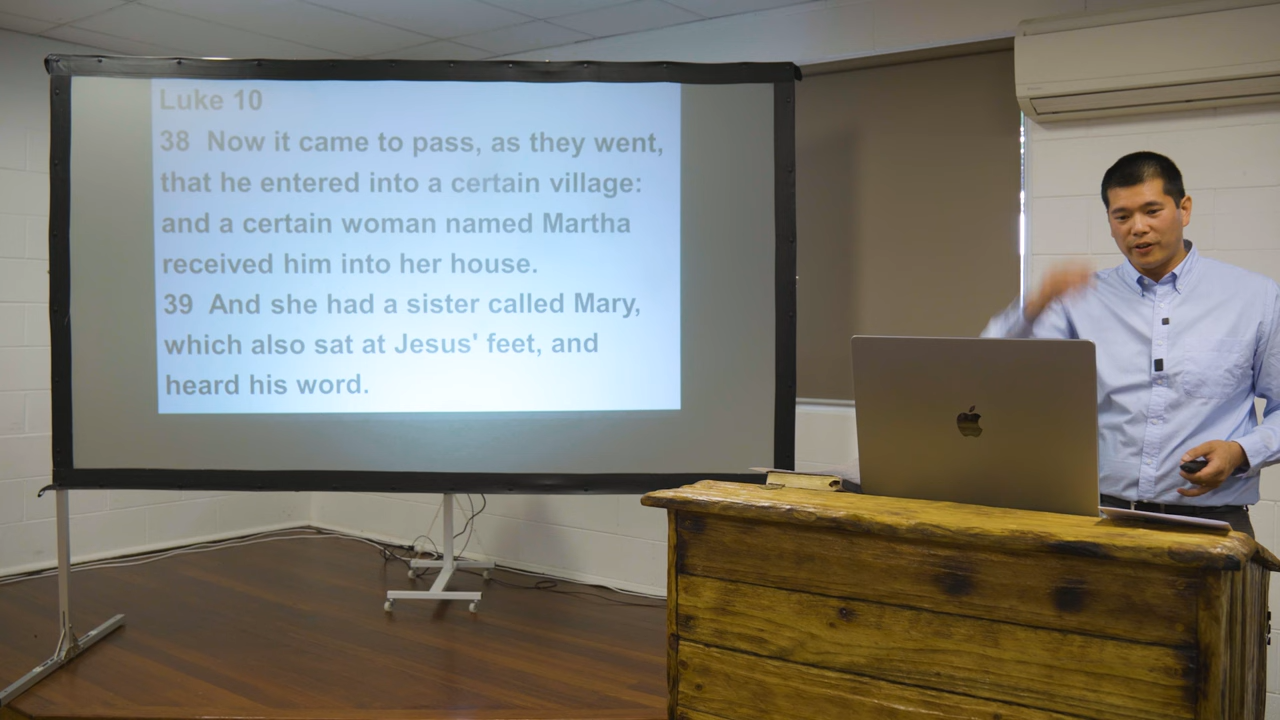 Luke 10
38 Now it came to pass, as they went,
that he entered into a certain village:
and a certain woman named Martha
received him into her house.
39 And she had a sister called Mary,
which also sat at Jesus' feet, and
heard his word.